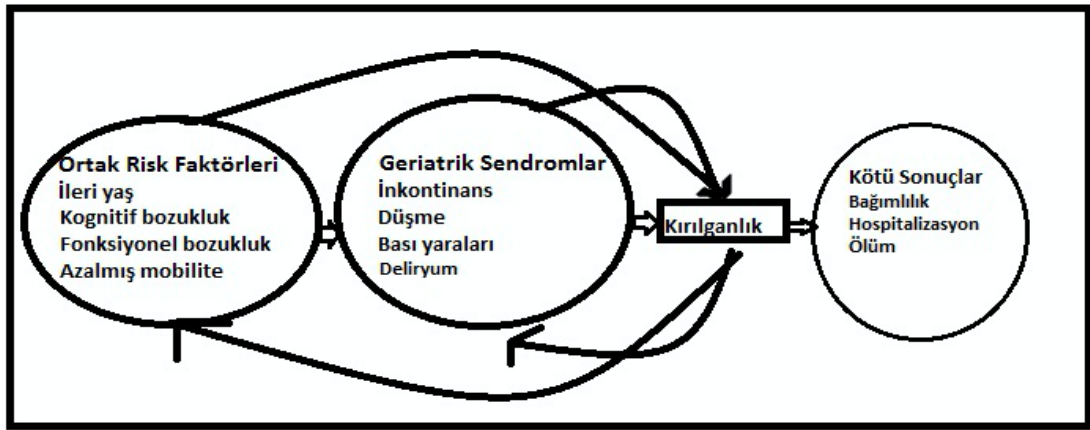 Ortak Risk Faktörleri
İleri yaş
Kognitif bozukluk
Fonksiyonel bozukluk
Azalmış mobilite
Geriatrik Sendromlar
İnkontinans
Düşme
Bası yaraları
Deliryum
Kırılganlık
Kötü Sonuçlar
Bağımlılık
Hospitalizasyon
Ölüm